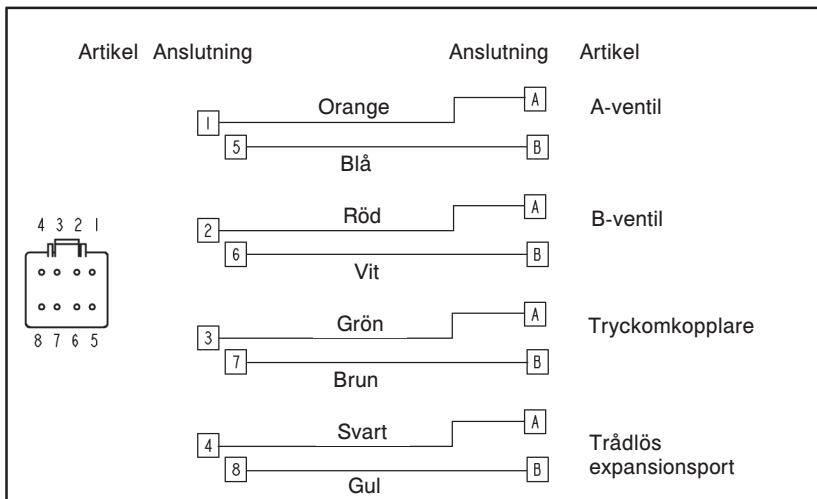 Artikel Anslutning Anslutning Artikel
Orange A A-ventil
1
5 B
Blå
Röd A B-ventil
2
6 B
Vit
4 3 2 1
8 7 6 5
Grön A Tryckomkopplare
3
7 B
Brun
Svart A Trådlös
4 expansionsport
8 B
Gul